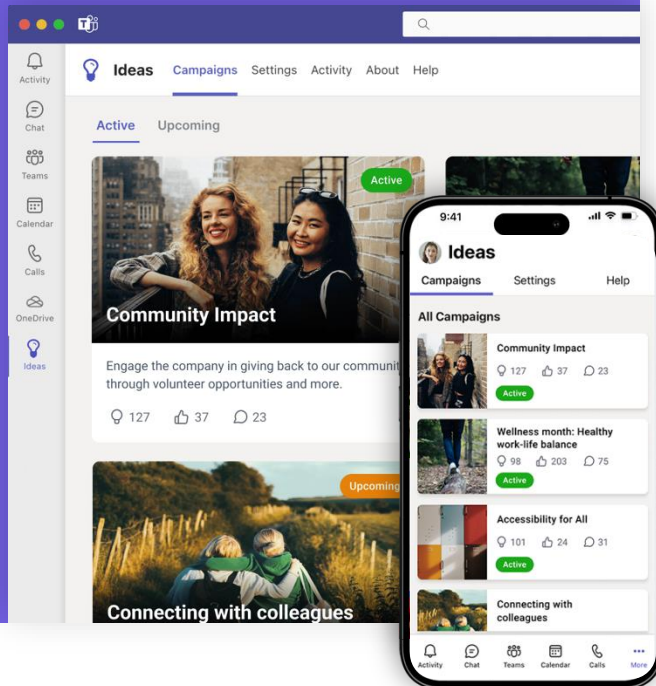 Activity
Chat
Teams
Calendar
Calls
OneDrive
Ideas
Ideas Campaigns Settings Activity About Help
Active Upcoming
Active
Community Impact
Engage the company in giving back to our
through volunteer opportunities and more.
127 37 23
Upcoming
Connecting with colleagues
9:41
Ideas
Campaigns Settings Help
All Campaigns
Community Impact
127 37 23
Active
Wellness month: Healthy
work-life balance
98 203 75
Active
Accessibility for All
101 24 31
Active
Connecting with
colleagues
Activity Chat Teams Calendar Calls More